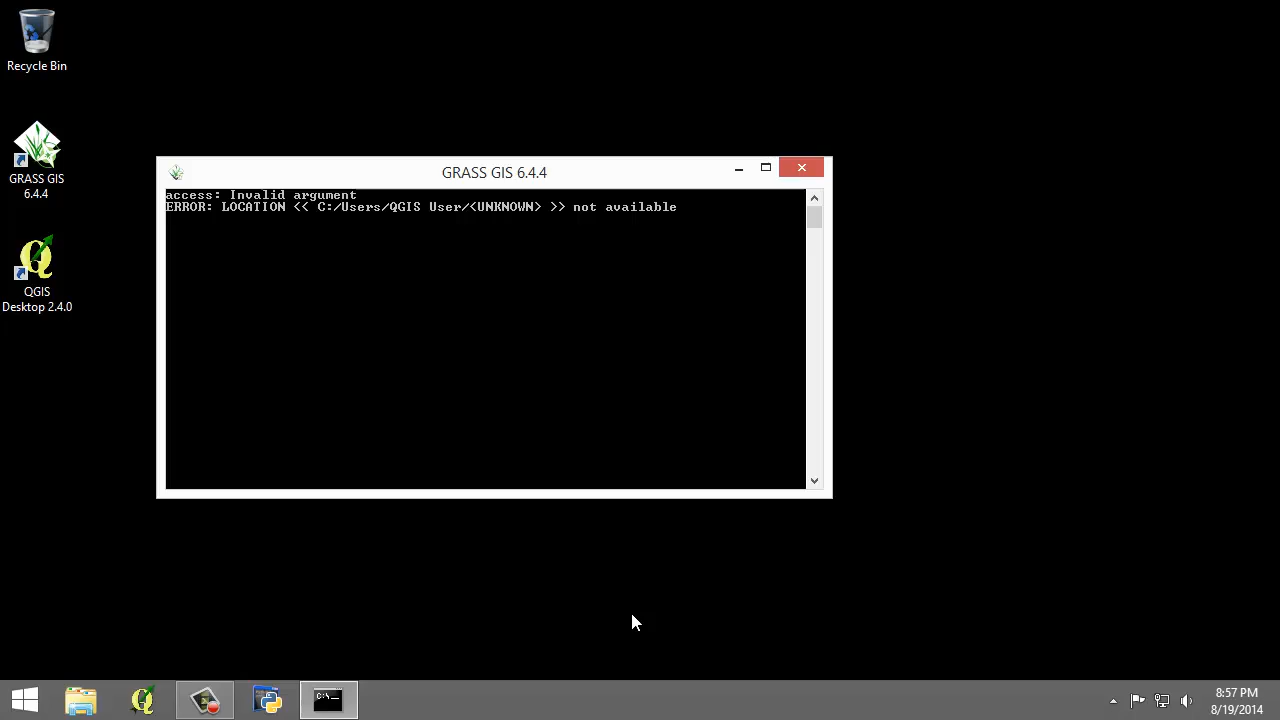 Recycle Bin
GRASS GIS
6.4.4
QGIS
Desktop 2.4.0
GRASS GIS 6.4.4
access: Invalid argument
ERROR: LOCATION << C:/Users/QGIS User/<UNKNOWN> >> not available
C:\_
8:57 PM
8/19/2014